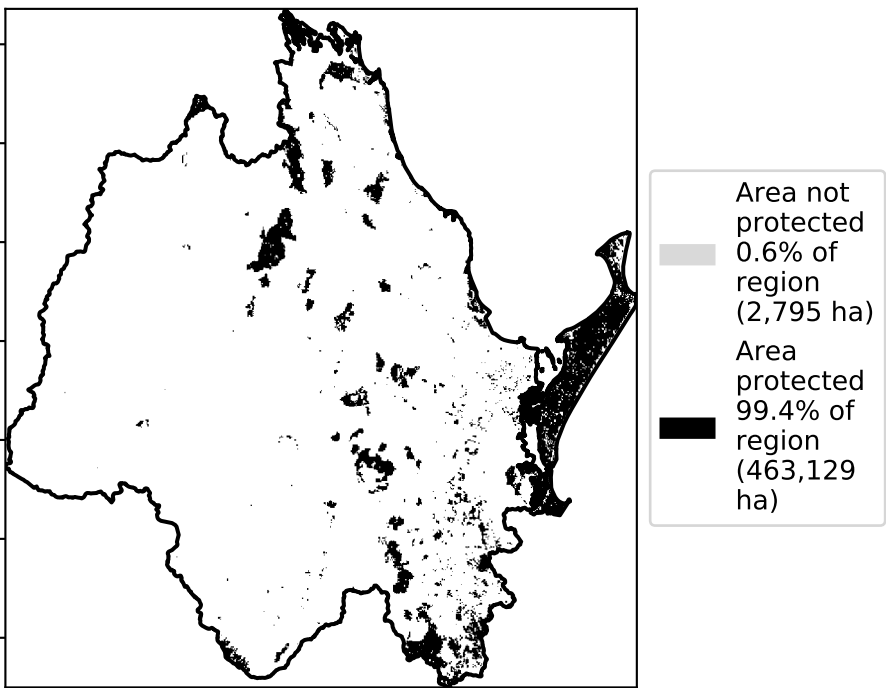 Area not
protected
0.6% of
region
(2,795 ha)
Area
protected
99.4% of
region
(463,129
ha)